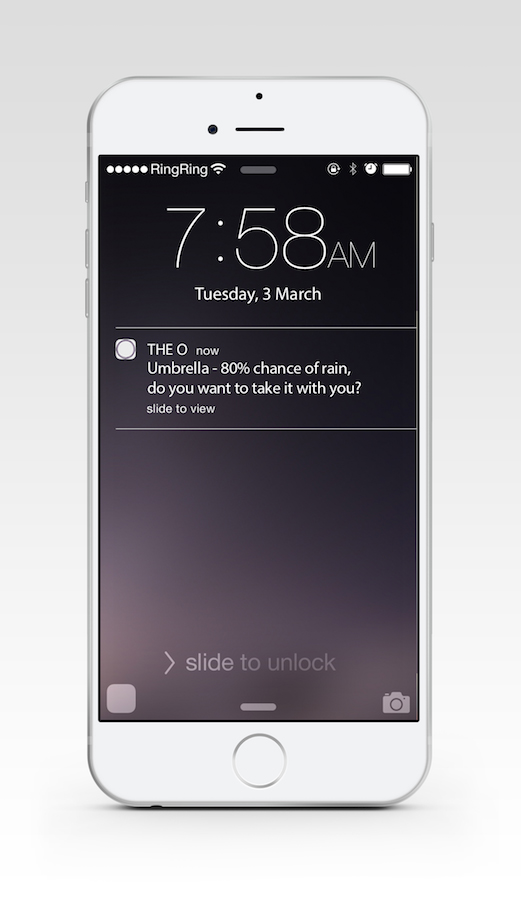 RingRing
7:58AM
Tuesday, 3 March
THE O now
Umbrella - 80% chance of rain,
do you want to take it with you?
slide to view
slide to unlock